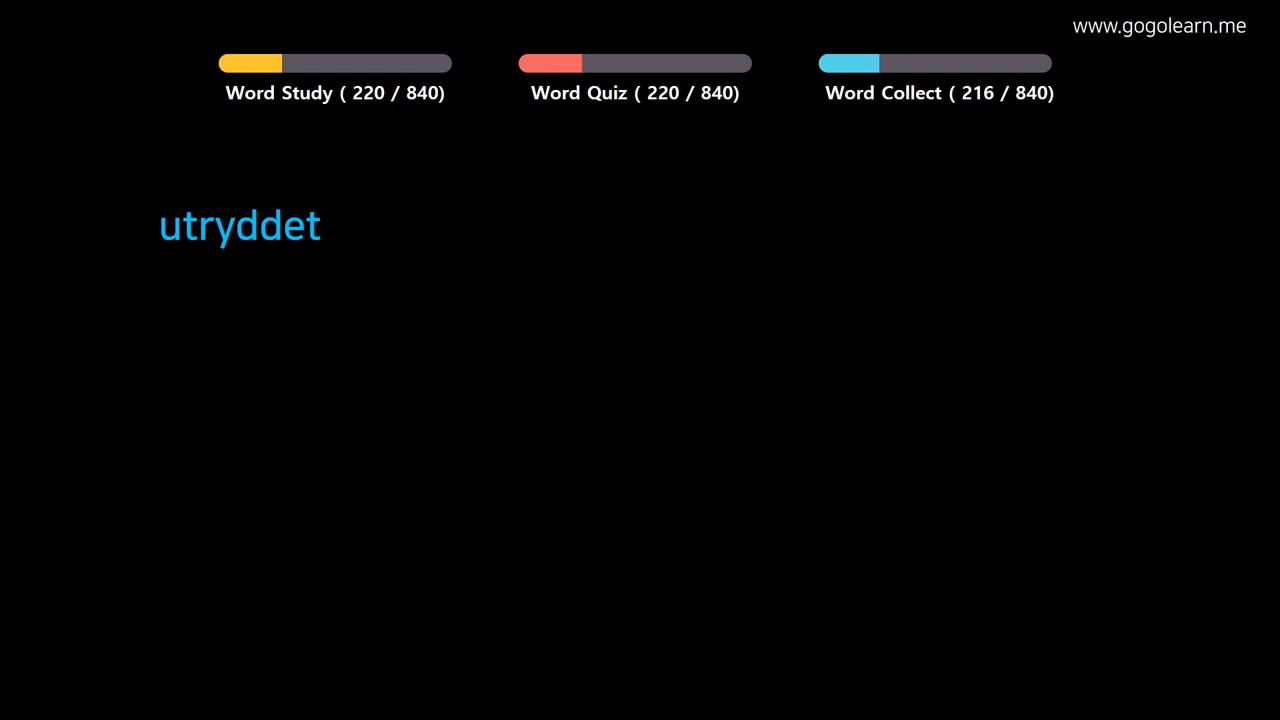 www.gogolearn.me
Word Study ( 220 / 840)
Word Quiz ( 220 / 840)
Word Collect ( 216 / 840)
utryddet